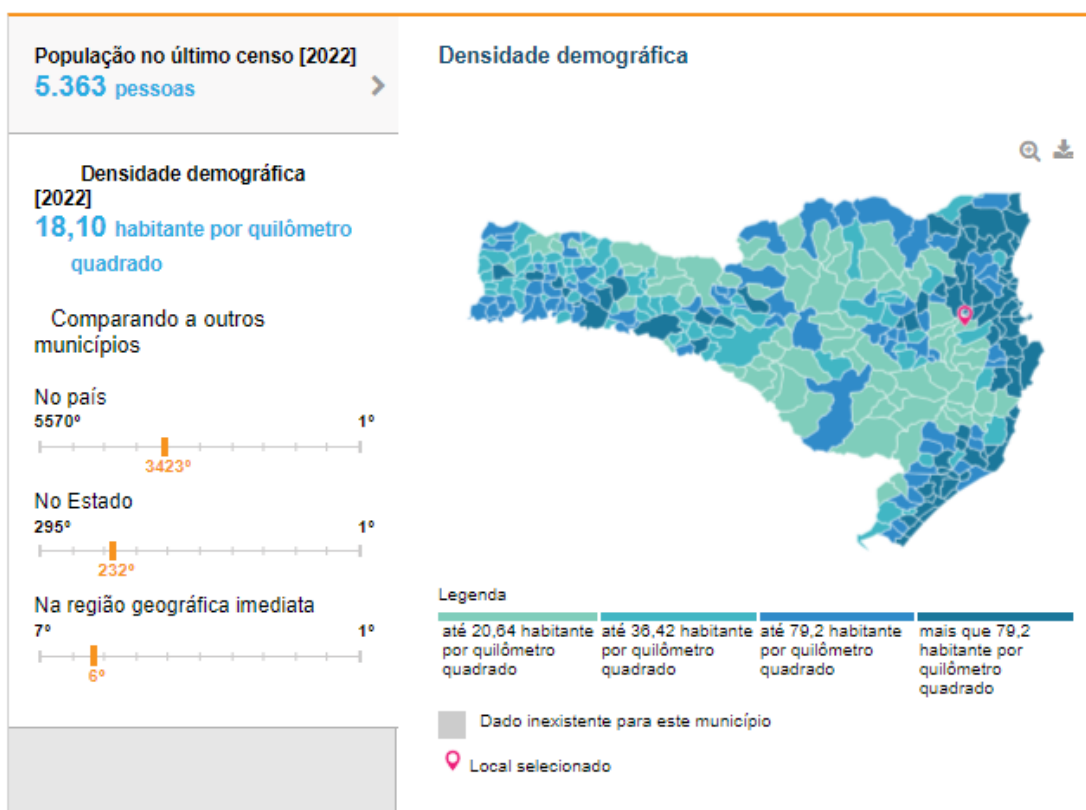 População no último censo [2022]
5.363 pessoas
Densidade demográfica
[2022]
18,10 habitante por quilômetro
quadrado
Comparando a outros
municípios
No país
5570º 1º
3423º
No Estado
295º 1º
232º
Na região geográfica imediata
7º 1º
6º
Densidade demográfica
Legenda
até 20,64 habitante
por quilômetro
quadrado
até 36,42 habitante
por quilômetro
quadrado
até 79,2 habitante
por quilômetro
quadrado
mais que 79,2
habitante por
quilômetro
quadrado
Dado inexistente para este município
Local selecionado